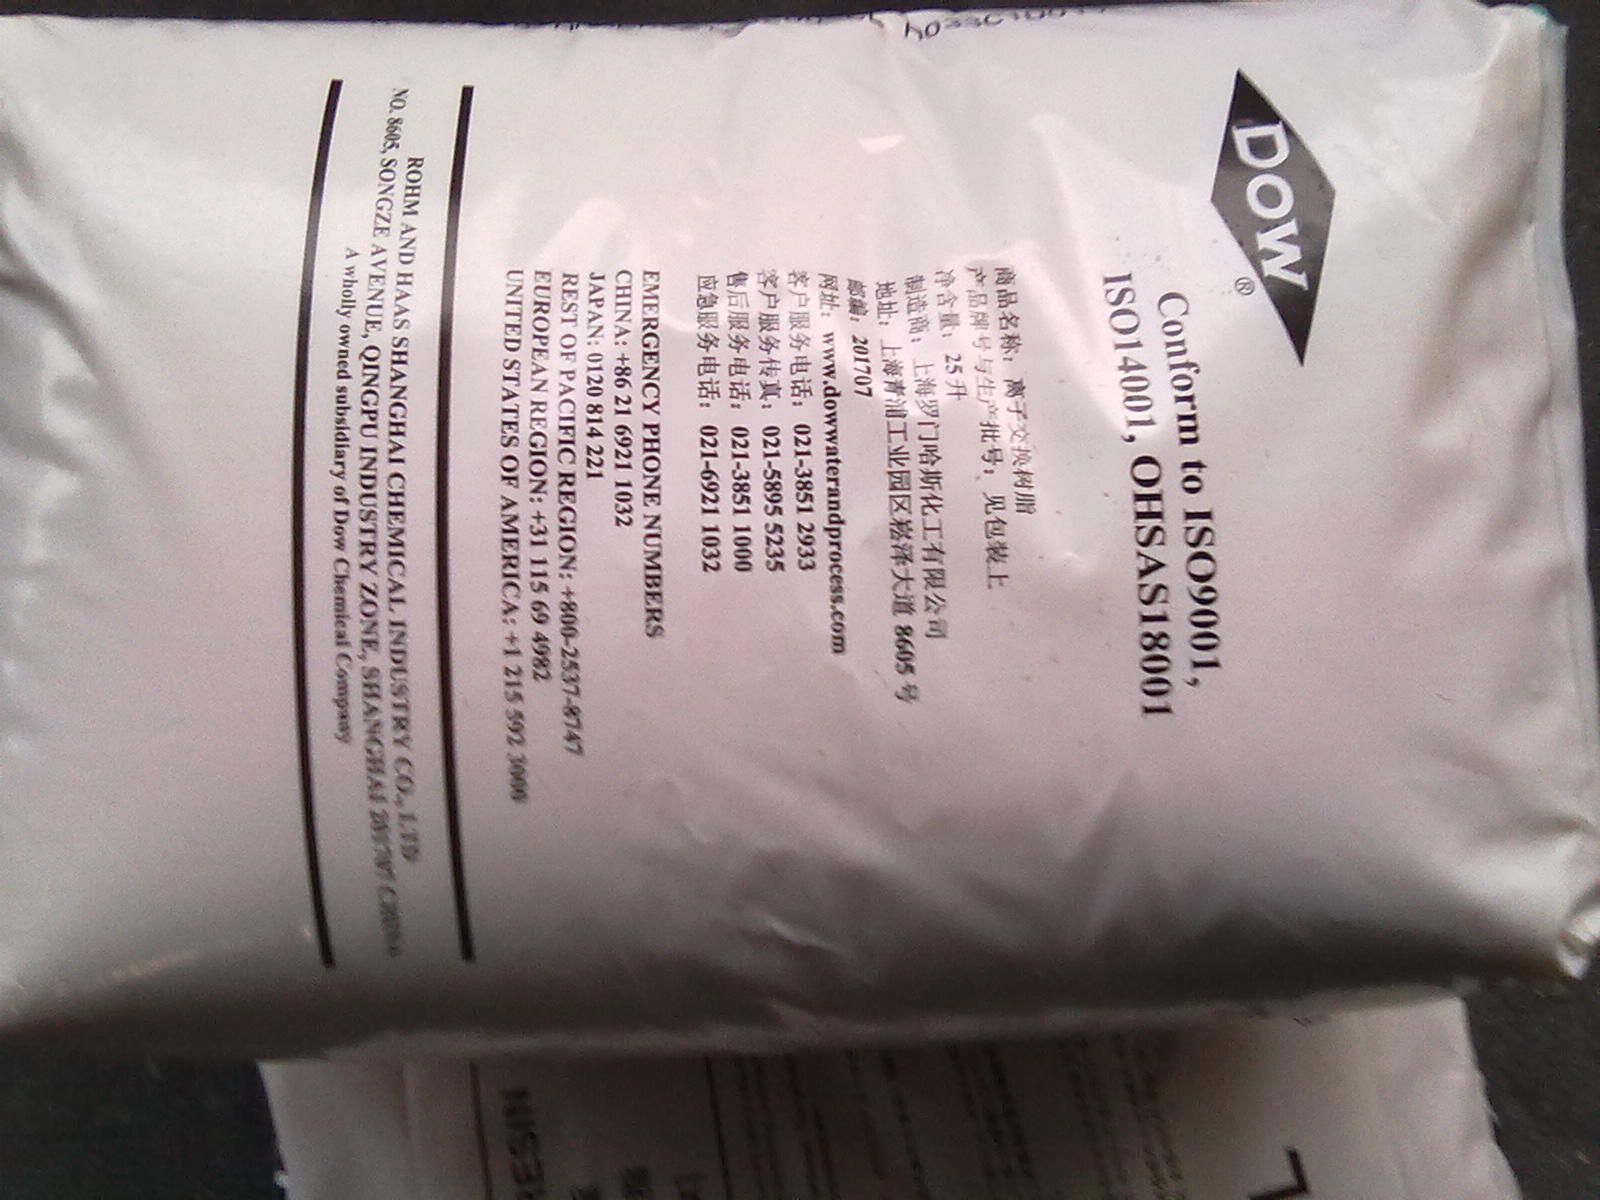 DOW
®
Conform to ISO9001,
ISO14001, OHSAS18001
商品名称: 离子交换树脂
产品牌号与生产批号: 见包装上
净含量: 25 升
制造商: 上海罗门哈斯化工有限公司
地址: 上海青浦工业园区崧泽大道 8605 号
邮编: 201707
网址: www.dowwaterandprocess.com
客户服务电话: 021-3851 2933
客户服务传真: 021-5895 5235
售后服务电话: 021-3851 1000
应急服务电话: 021-6921 1032
EMERGENCY PHONE NUMBERS
CHINA: +86 21 6921 1032
JAPAN: 0120 814 221
REST OF PACIFIC REGION: +800-2537-8747
EUROPEAN REGION: +31 115 69 4982
UNITED STATES OF AMERICA: +1 215 592 3000
ROHM AND HAAS SHANGHAI CHEMICAL INDUSTRY CO., LTD
NO. 8605, SONGZE AVENUE, QINGPU INDUSTRY ZONE, SHANGHAI 201707 CHINA
A wholly owned subsidiary of Dow Chemical Company